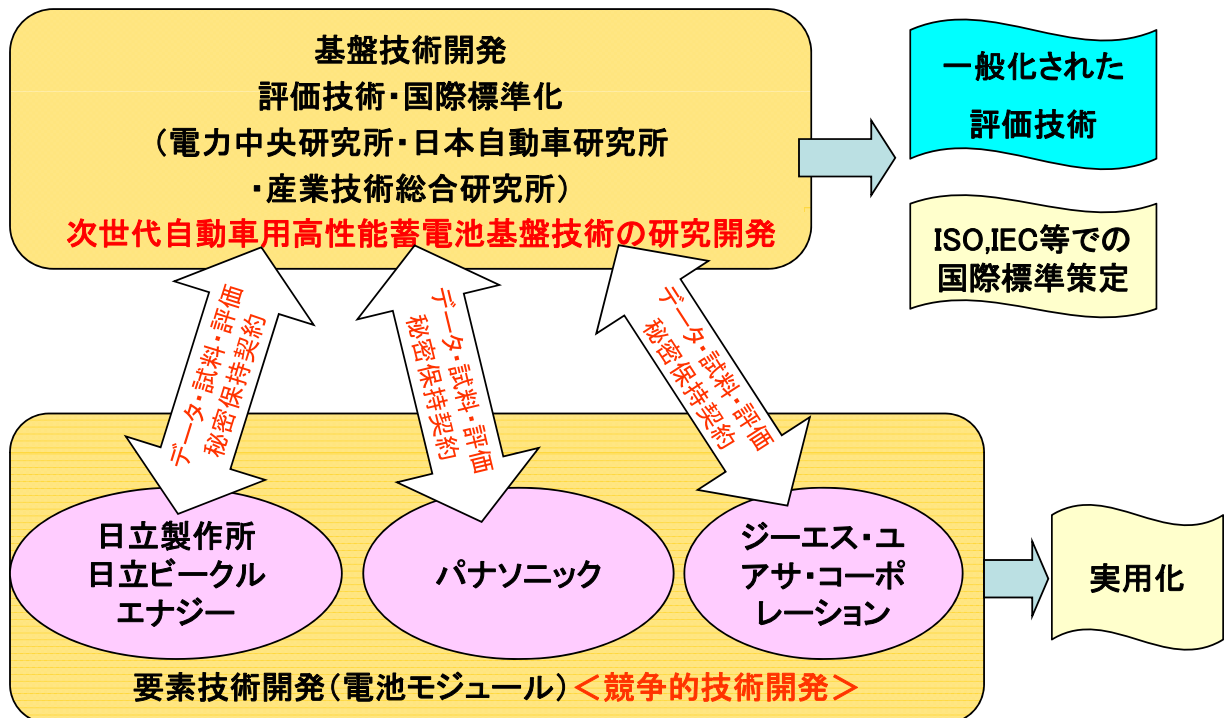 基盤技術開発
評価技術・国際標準化
（電力中央研究所・日本自動車研究所
・産業技術総合研究所）
次世代自動車用高性能蓄電池基盤技術の研究開発
一般化された
評価技術
ISO,IEC等での
国際標準策定
データ・試料・評価
秘密保持契約
データ・試料・評価
秘密保持契約
データ・試料・評価
秘密保持契約
日立製作所
日立ビークル
エナジー
パナソニック
ジーエス・ユ
アサ・コーポ
レーション
実用化
要素技術開発（電池モジュール）＜競争的技術開発＞